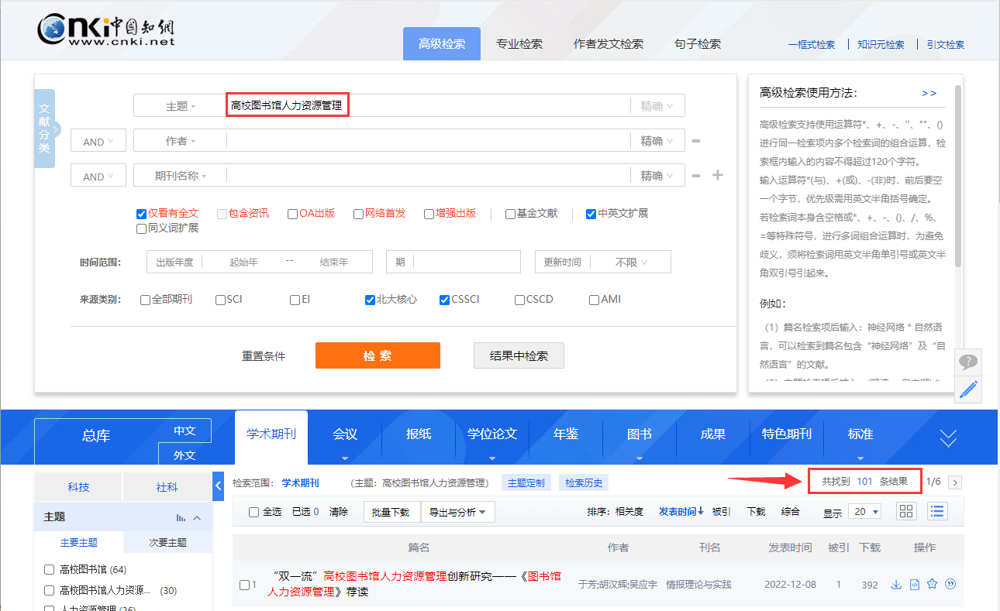 cnki中国知网
www.cnki.net
高级检索 专业检索 作者发文检索 句子检索 一框式检索 知识元检索 引文检索
文献分类
主题 高校图书馆人力资源管理 精确
AND 作者 精确
AND 期刊名称 精确
仅看有全文 包含资讯 OA出版 网络首发 增强出版 基金文献 中英文扩展
同义词扩展
时间范围： 出版年度 起始年 -- 结束年 期 更新时间 不限
来源类别： 全部期刊 SCI EI 北大核心 CSSCI CSCD AMI
重置条件 检索 结果中检索
高级检索使用方法： >>
高级检索支持使用运算符*、+、-、''、""、()
进行同一检索项内多个检索词的组合运算，检
索框内输入的内容不得超过120个字符。
输入运算符*(与)、+(或)、-(非)时，前后要空
一个字节，优先级需用英文半角括号确定。
若检索词本身含空格或*、+、-、()、/、%、
=等特殊符号，进行多词组合运算时，为避免
歧义，须将检索词用英文半角单引号或英文半
角双引号引起来。
例如：
（1）篇名检索项后输入：神经网络 * 自然语
言，可以检索到篇名包含“神经网络”及“自
然语言”的文献。
总库 中文 外文 学术期刊 会议 报纸 学位论文 年鉴 图书 成果 特色期刊 标准
科技 社科
检索范围： 学术期刊 （主题：高校图书馆人力资源管理） 主题定制 检索历史 共找到 101 条结果 1/6 >
主题
全选 已选 0 清除 批量下载 导出与分析 排序： 相关度 发表时间↓ 被引 下载 综合 显示 20
主要主题 次要主题
高校图书馆 (64)
高校图书馆人力资源... (30)
人力资源管理 (26)
篇名 作者 刊名 发表时间 被引 下载 操作
1 “双一流”高校图书馆人力资源管理创新研究——《图书馆人力资源管理》荐读 于芳;胡汉辉;吴应宇 情报理论与实践 2022-12-08 1 392